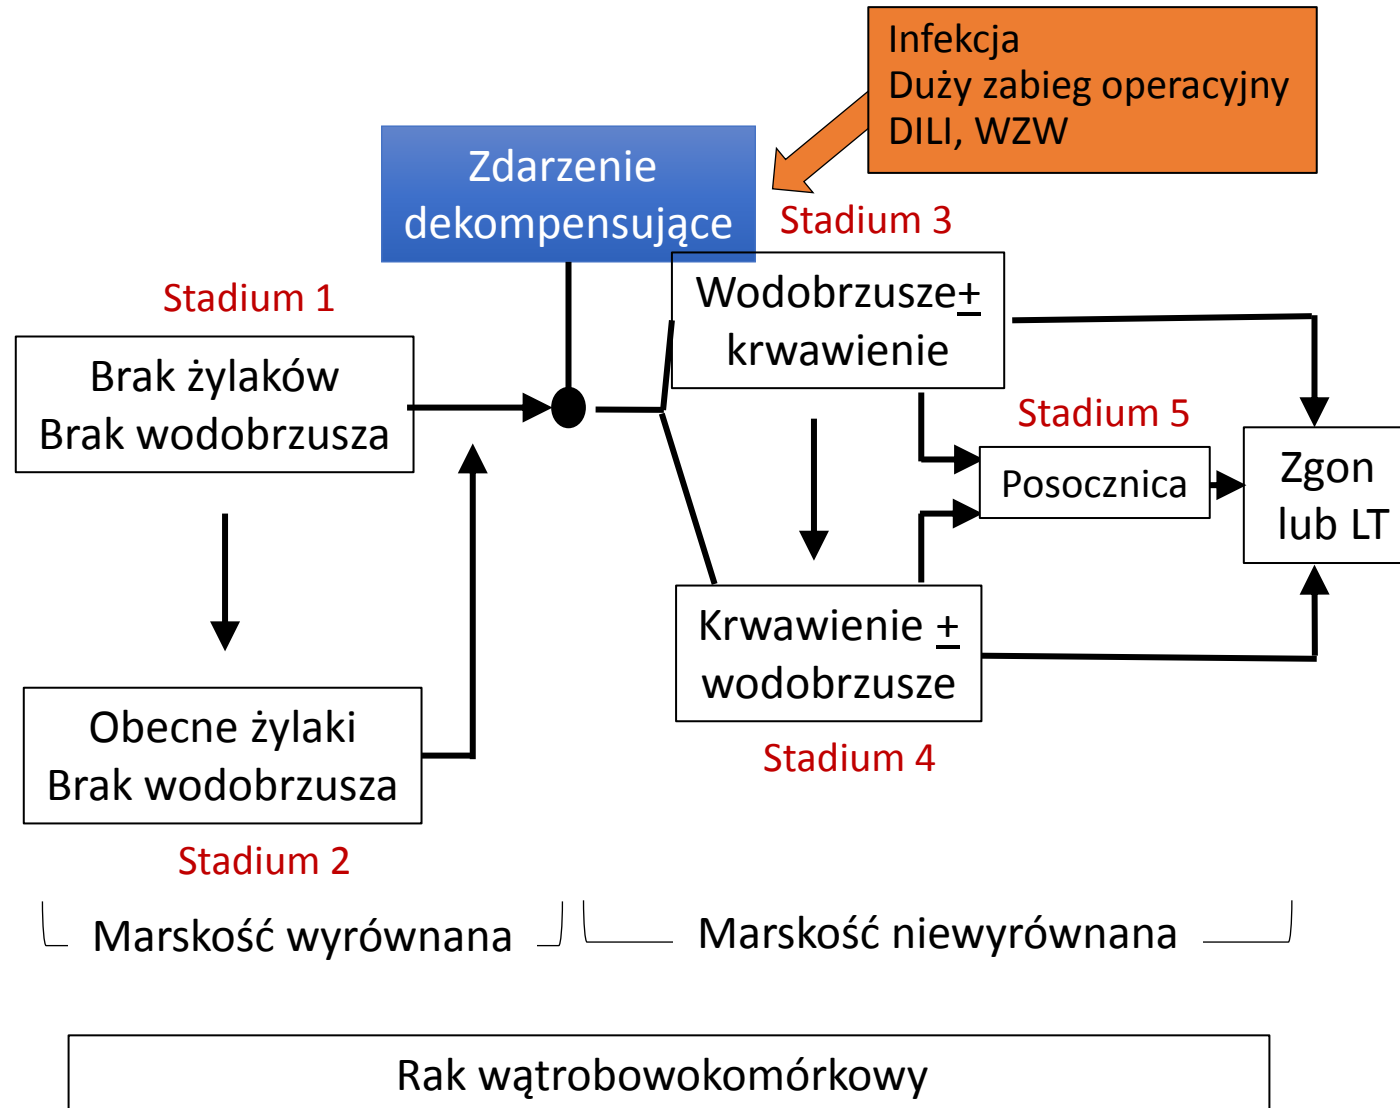 Infekcja
Duży zabieg operacyjny
DILI, WZW
Zdarzenie
dekompensujące
Stadium 3
Wodobrzusze±
krwawienie
Stadium 1
Brak żylaków
Brak wodobrzusza
Stadium 5
Posocznica
Zgon
lub LT
Krwawienie ±
wodobrzusze
Stadium 4
Obecne żylaki
Brak wodobrzusza
Stadium 2
Marskość wyrównana
Marskość niewyrównana
Rak wątrobowokomórkowy